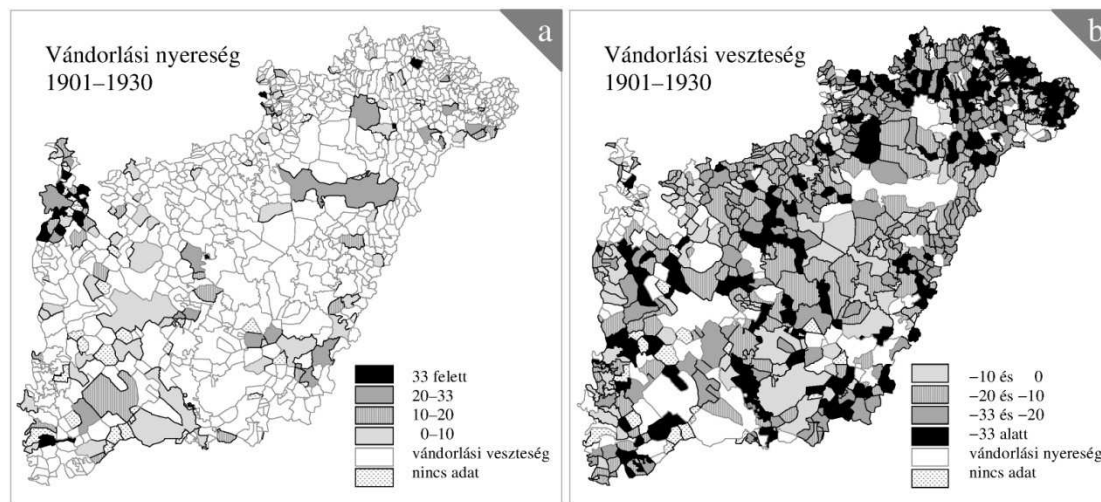 a
Vándorlási nyereség
1901–1930
33 felett
20–33
10–20
0–10
vándorlási veszteség
nincs adat
b
Vándorlási veszteség
1901–1930
–10 és 0
–20 és –10
–33 és –20
–33 alatt
vándorlási nyereség
nincs adat